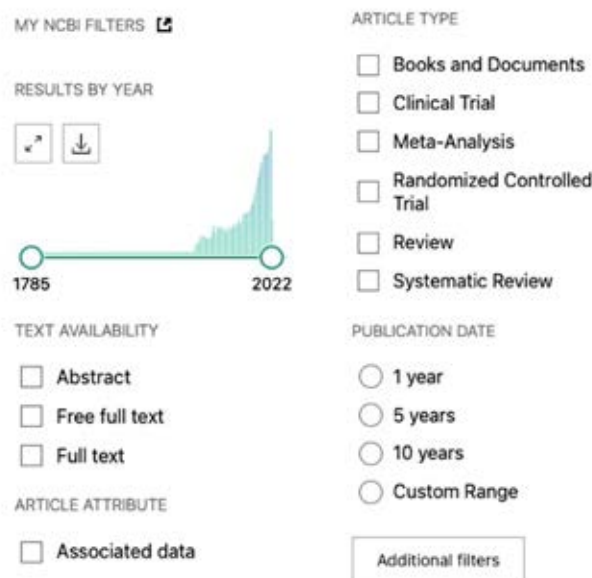 MY NCBI FILTERS
RESULTS BY YEAR
1785
2022
TEXT AVAILABILITY
Abstract
Free full text
Full text
ARTICLE ATTRIBUTE
Associated data
ARTICLE TYPE
Books and Documents
Clinical Trial
Meta-Analysis
Randomized Controlled
Trial
Review
Systematic Review
PUBLICATION DATE
1 year
5 years
10 years
Custom Range
Additional filters